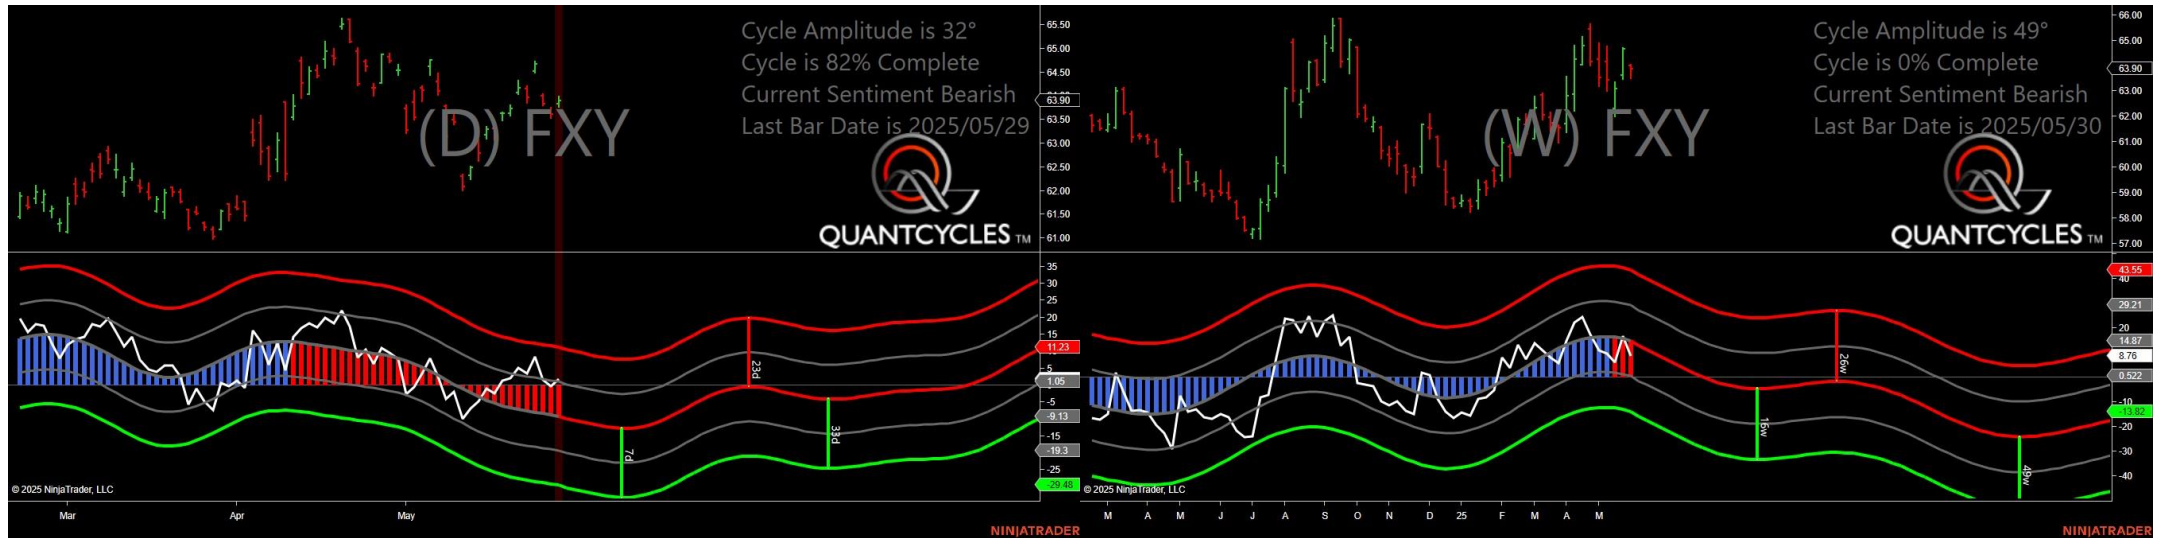 Cycle Amplitude is 32°
Cycle is 82% Complete
Current Sentiment Bearish
Last Bar Date is 2025/05/29
(D) FXY
QUANTCYCLES TM
65.50
65.00
64.50
63.90
63.50
63.00
62.50
62.00
61.50
61.00
35
30
25
20
15
11.23
1.05
-5
-9.13
-15
-19.3
-25
-29.48
7d
23d
33d
© 2025 NinjaTrader, LLC
Mar Apr May
NINJATRADER
Cycle Amplitude is 49°
Cycle is 0% Complete
Current Sentiment Bearish
Last Bar Date is 2025/05/30
(W) FXY
QUANTCYCLES TM
66.00
65.00
63.90
63.00
62.00
61.00
60.00
59.00
58.00
57.00
43.55
40
29.21
20
14.87
8.76
0.522
-10
-13.82
-20
-30
-40
16w
26w
49w
© 2025 NinjaTrader, LLC
M A M J J A S O N D 25 F M A M
NINJATRADER